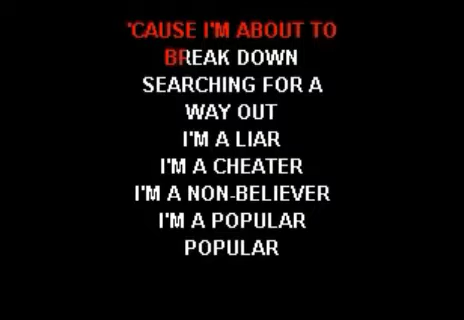 'CAUSE I'M ABOUT TO
BREAK DOWN
SEARCHING FOR A
WAY OUT
I'M A LIAR
I'M A CHEATER
I'M A NON-BELIEVER
I'M A POPULAR
POPULAR